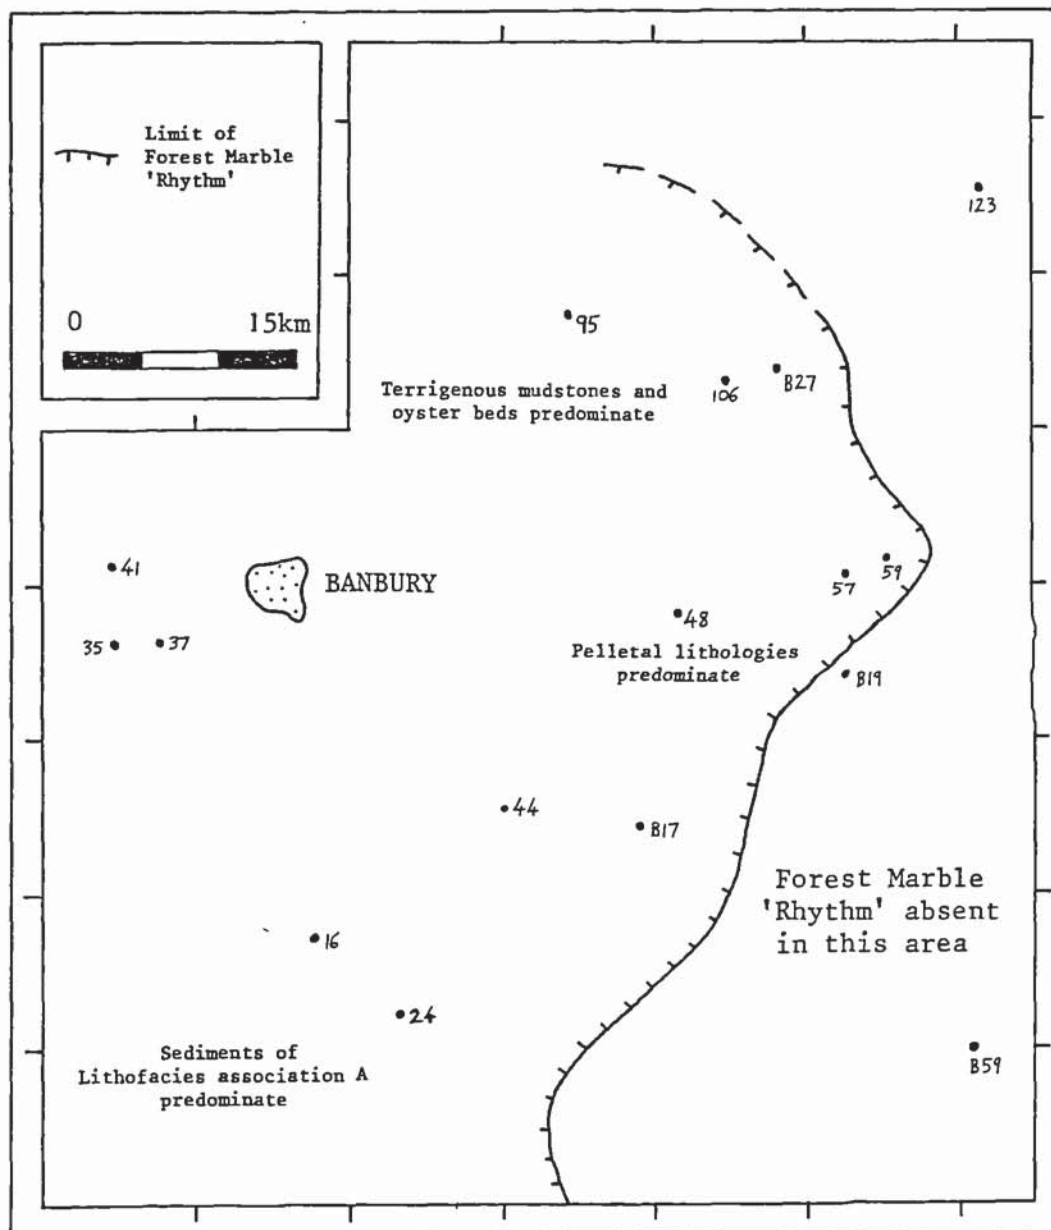 Limit of
Forest Marble
'Rhythm'
0 15km
123
95
106
B27
Terrigenous mudstones and
oyster beds predominate
41
BANBURY
59
57
48
35
37
Pelletal lithologies
predominate
B19
44
B17
Forest Marble
'Rhythm' absent
in this area
16
24
B59
Sediments of
Lithofacies association A
predominate